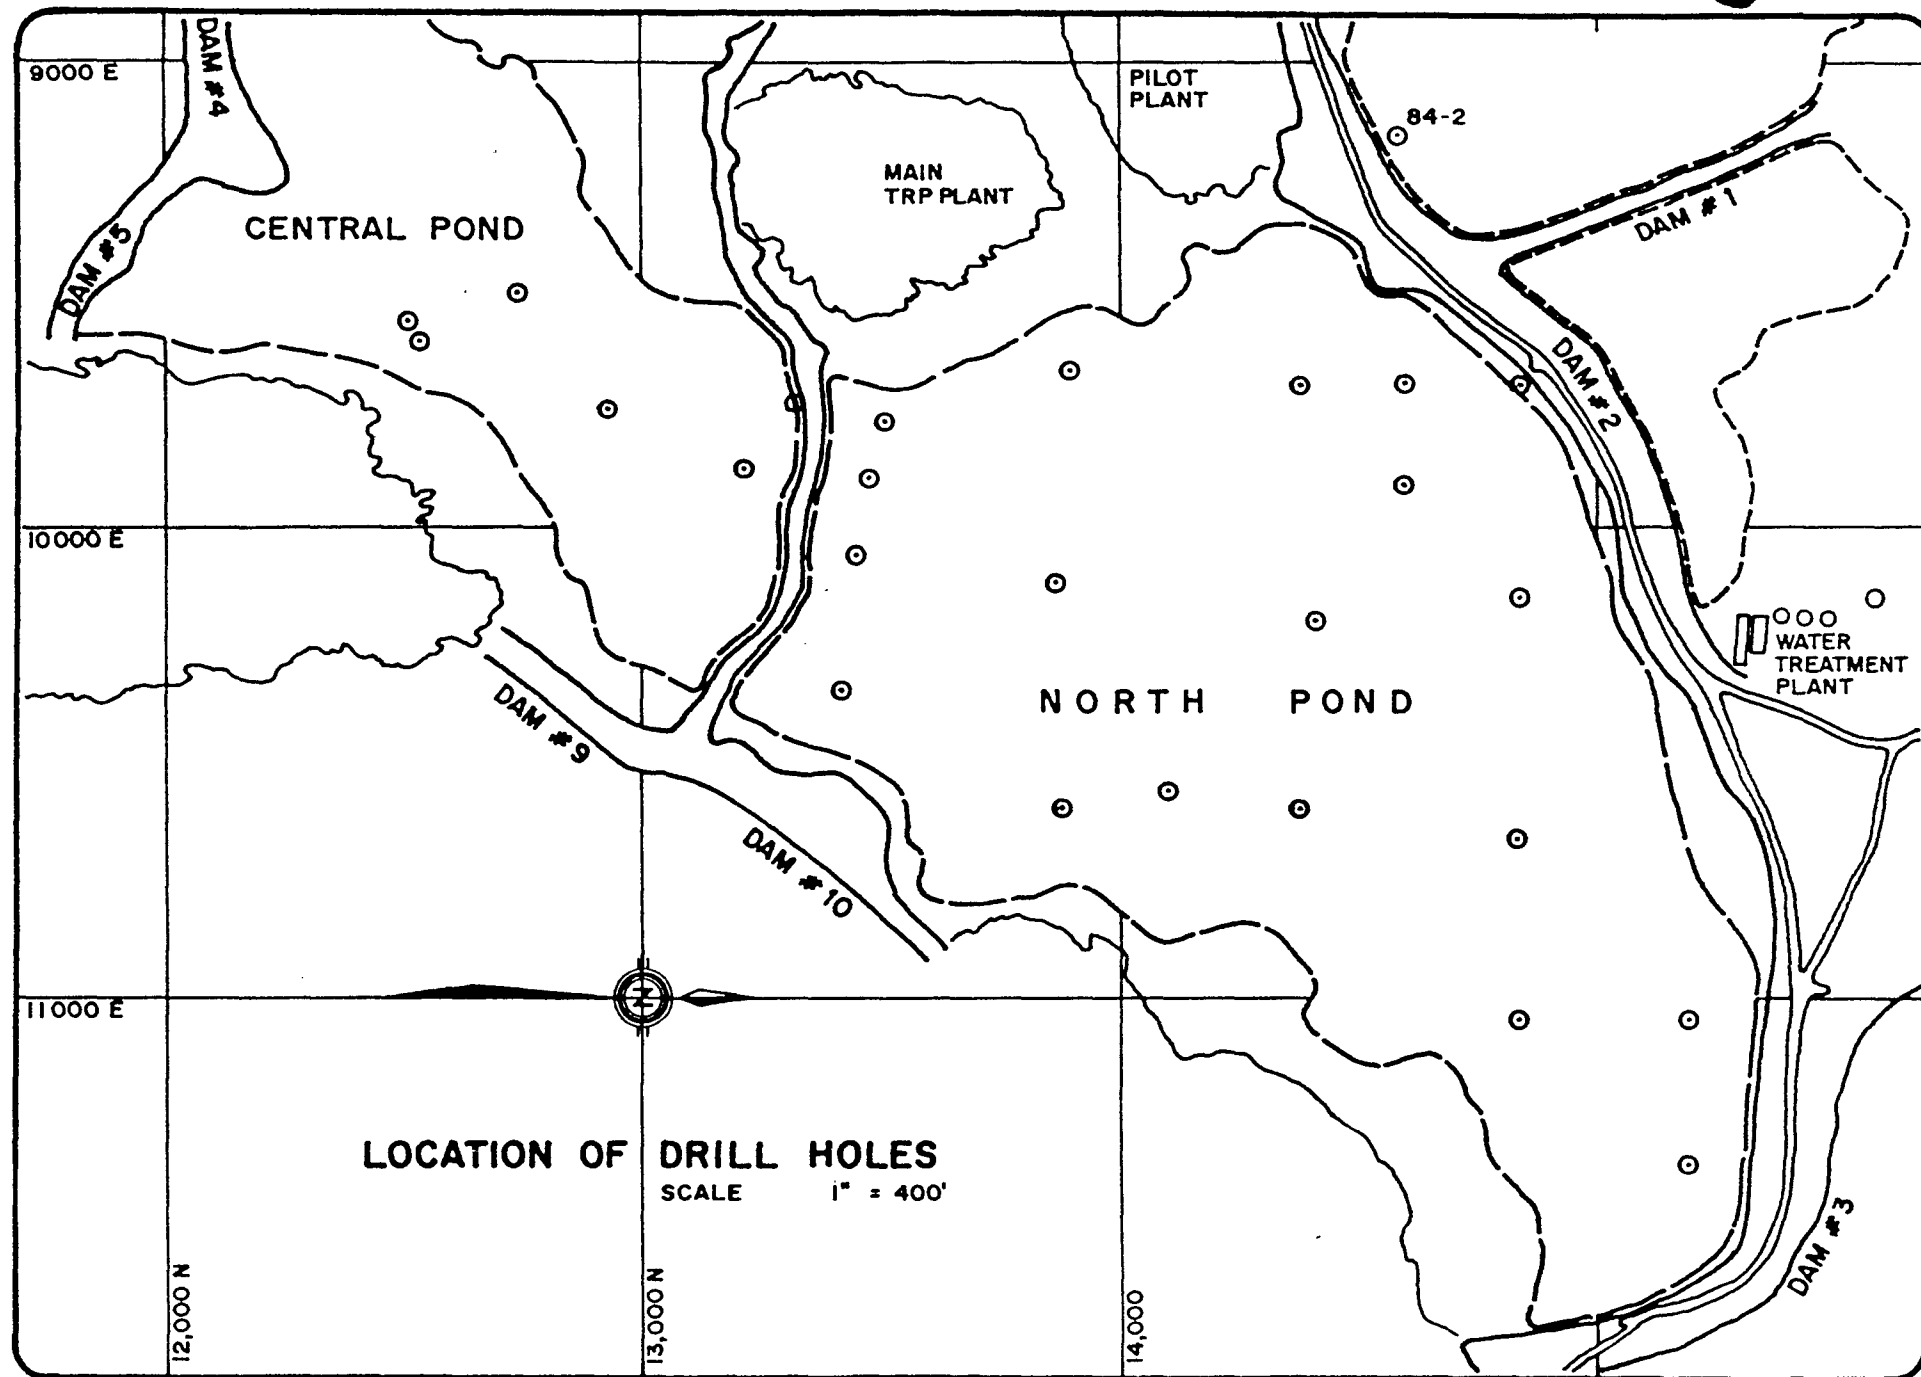 DAM #4
9000 E
PILOT
PLANT
84-2
MAIN
TRP PLANT
DAM #1
CENTRAL POND
DAM #5
DAM #2
10000 E
WATER
TREATMENT
PLANT
NORTH POND
DAM #9
DAM #10
11000 E
N
LOCATION OF DRILL HOLES
SCALE 1" = 400'
DAM #3
12,000 N
13,000 N
14,000